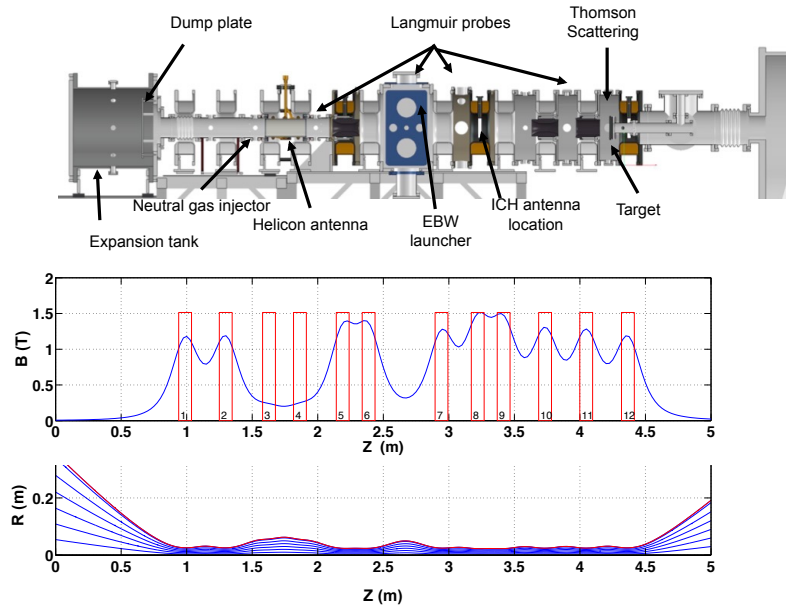 Dump plate
Langmuir probes
Thomson
Scattering
Neutral gas injector
Helicon antenna
Expansion tank
EBW
launcher
ICH antenna
location
Target
2
1.5
1
0.5
0
B (T)
1 2 3 4 5 6 7 8 9 10 11 12
0 0.5 1 1.5 2 2.5 3 3.5 4 4.5 5
Z (m)
0.2
0
R (m)
0 0.5 1 1.5 2 2.5 3 3.5 4 4.5 5
Z (m)